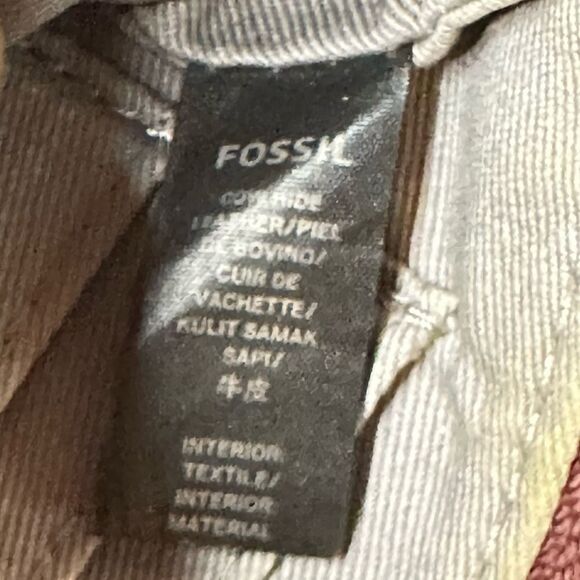 FOSSIL
COWHIDE
LEATHER/PIEL
DE BOVINO/
CUIR DE
VACHETTE/
KULIT SAMAK
SAPI/
牛皮
INTERIOR:
TEXTILE/
INTERIOR
MATERIAL